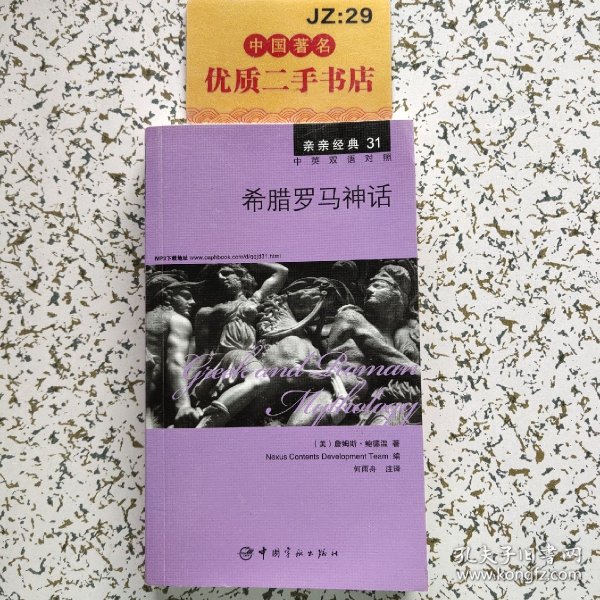 JZ:29
中国著名
优质二手书店
亲亲经典 31
中英双语对照
希腊罗马神话
MP3下载地址 www.caphbook.com/d/qqjd31.html
Greek and Roman
Mythology
（美）詹姆斯·鲍德温 著
Nexus Contents Development Team 编
何雨舟 注译
中国宇航出版社
孔夫子旧书网
www.kongfz.com